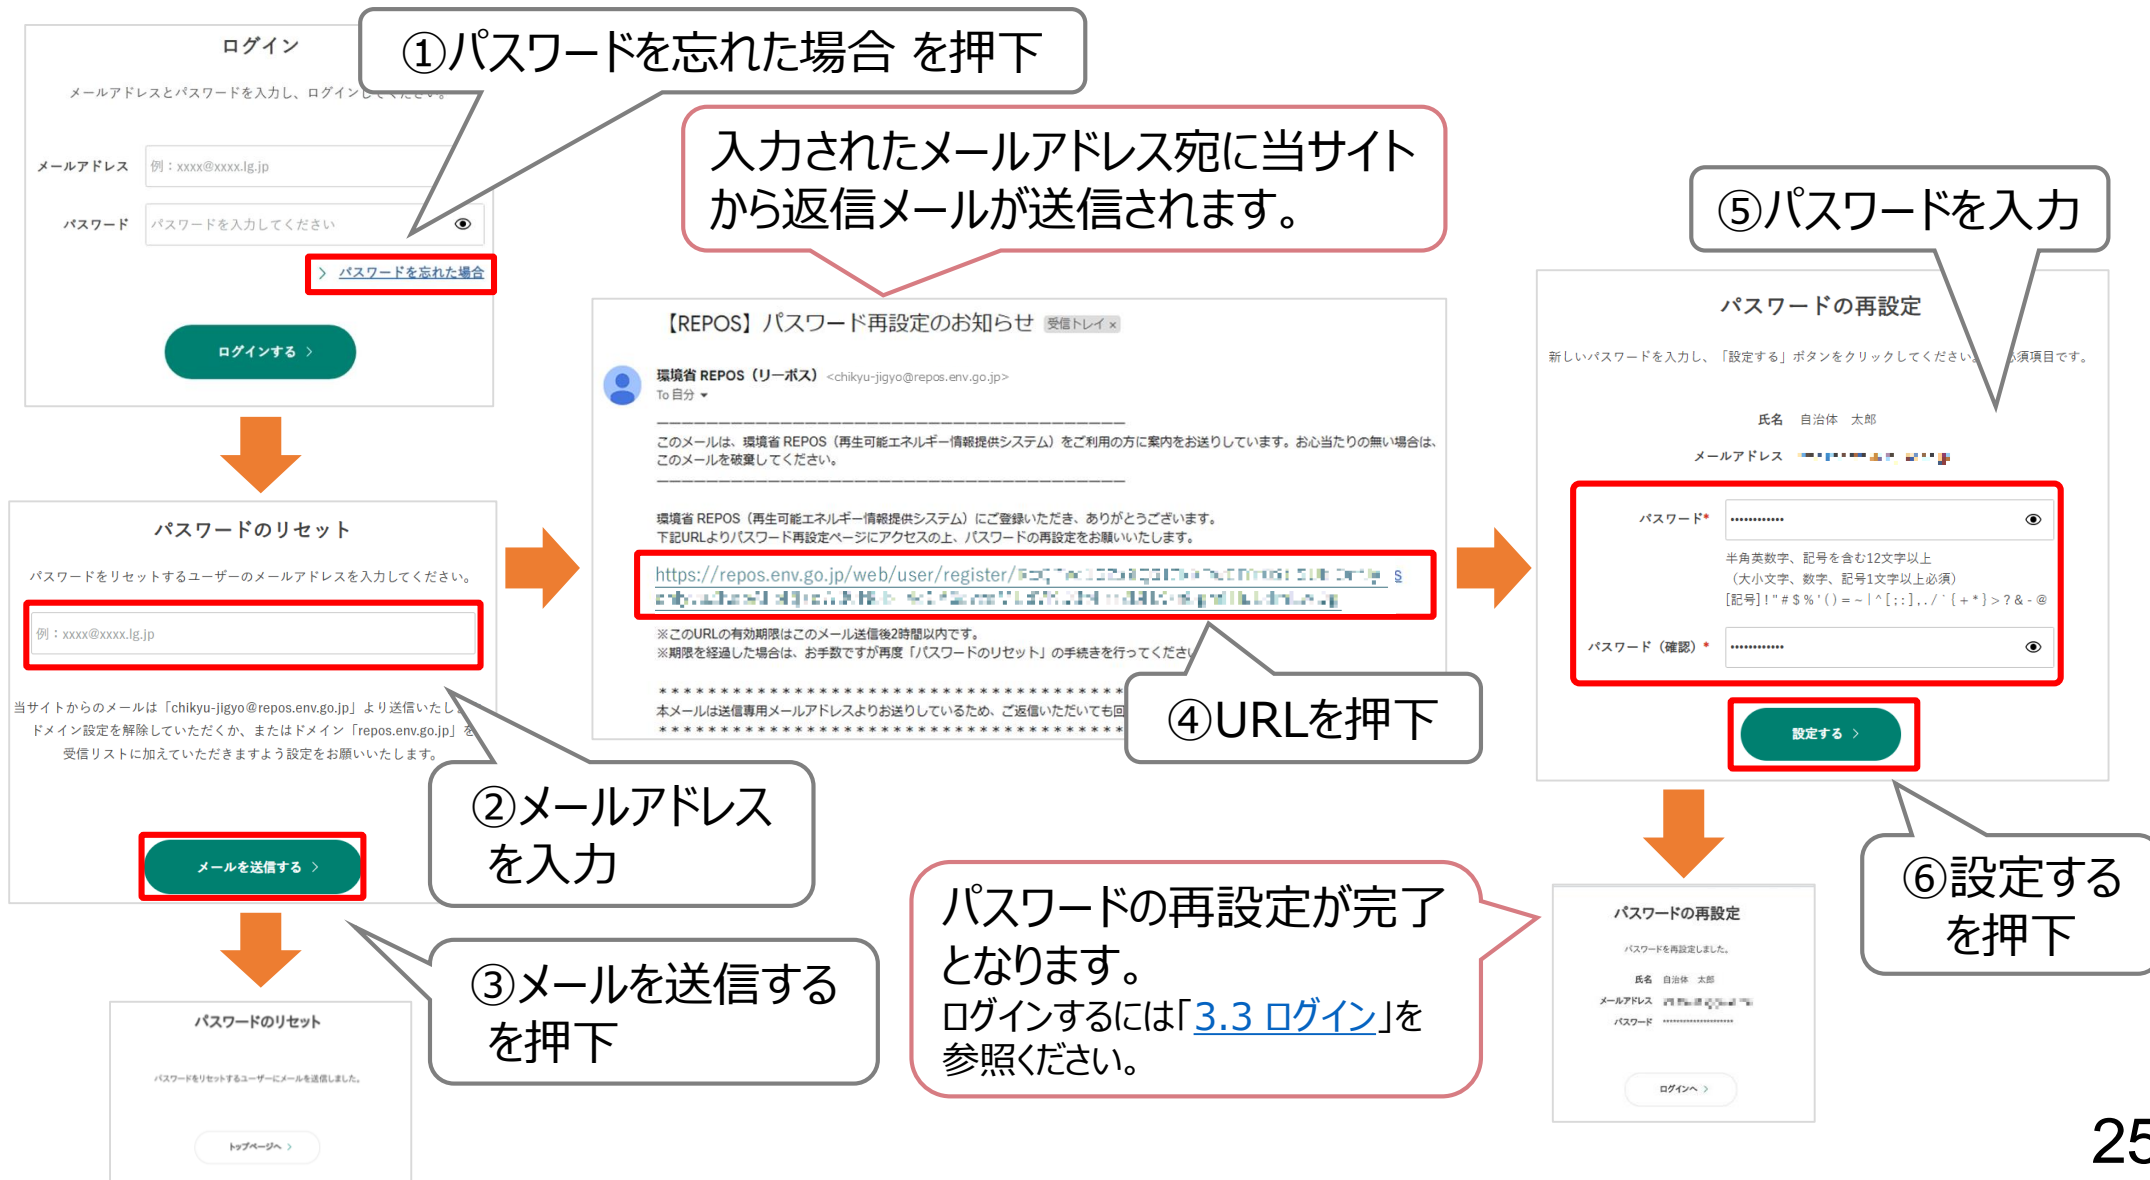 ログイン
①パスワードを忘れた場合 を押下
メールアドレスとパスワードを入力し、ログインしてください。
メールアドレス 例：xxxx@xxxx.lg.jp
パスワード パスワードを入力してください
> パスワードを忘れた場合
ログインする >
パスワードのリセット
パスワードをリセットするユーザーのメールアドレスを入力してください。
例：xxxx@xxxx.lg.jp
当サイトからのメールは「chikyu-jigyo@repos.env.go.jp」より送信いたし
ドメイン設定を解除していただくか、またはドメイン「repos.env.go.jp」を
受信リストに加えていただきますよう設定をお願いいたします。
②メールアドレス
を入力
メールを送信する >
③メールを送信する
を押下
パスワードのリセット
パスワードをリセットするユーザーにメールを送信しました。
トップページへ >
入力されたメールアドレス宛に当サイト
から返信メールが送信されます。
【REPOS】パスワード再設定のお知らせ 受信トレイ ×
環境省 REPOS（リーポス） <chikyu-jigyo@repos.env.go.jp>
To 自分
このメールは、環境省 REPOS（再生可能エネルギー情報提供システム）をご利用の方に案内をお送りしています。お心当たりの無い場合は、
このメールを破棄してください。
環境省 REPOS（再生可能エネルギー情報提供システム）にご登録いただき、ありがとうございます。
下記URLよりパスワード再設定ページにアクセスの上、パスワードの再設定をお願いいたします。
https://repos.env.go.jp/web/user/register/
※このURLの有効期限はこのメール送信後2時間以内です。
※期限を経過した場合は、お手数ですが再度「パスワードのリセット」の手続きを行ってくださ
＊＊＊＊＊＊＊＊＊＊＊＊＊＊＊＊＊＊＊＊＊＊＊＊＊＊＊＊＊＊＊＊＊＊＊＊＊＊
本メールは送信専用メールアドレスよりお送りしているため、ご返信いただいても回
＊＊＊＊＊＊＊＊＊＊＊＊＊＊＊＊＊＊＊＊＊＊＊＊＊＊＊＊＊＊＊＊＊＊＊＊＊＊
④URLを押下
⑤パスワードを入力
パスワードの再設定
新しいパスワードを入力し、「設定する」ボタンをクリックしてください。 必須項目です。
氏名 自治体 太郎
メールアドレス
パスワード* ••••••••••••
半角英数字、記号を含む12文字以上
（大小文字、数字、記号1文字以上必須）
[記号] ! " # $ % ' ( ) = ~ | ^ [ ; : ] , . / ` { + * } > ? & - @
パスワード（確認）* ••••••••••••
設定する >
⑥設定する
を押下
パスワードの再設定が完了
となります。
ログインするには「3.3 ログイン」を
参照ください。
パスワードの再設定
パスワードを再設定しました。
氏名 自治体 太郎
メールアドレス
パスワード ********************
ログインへ >
25